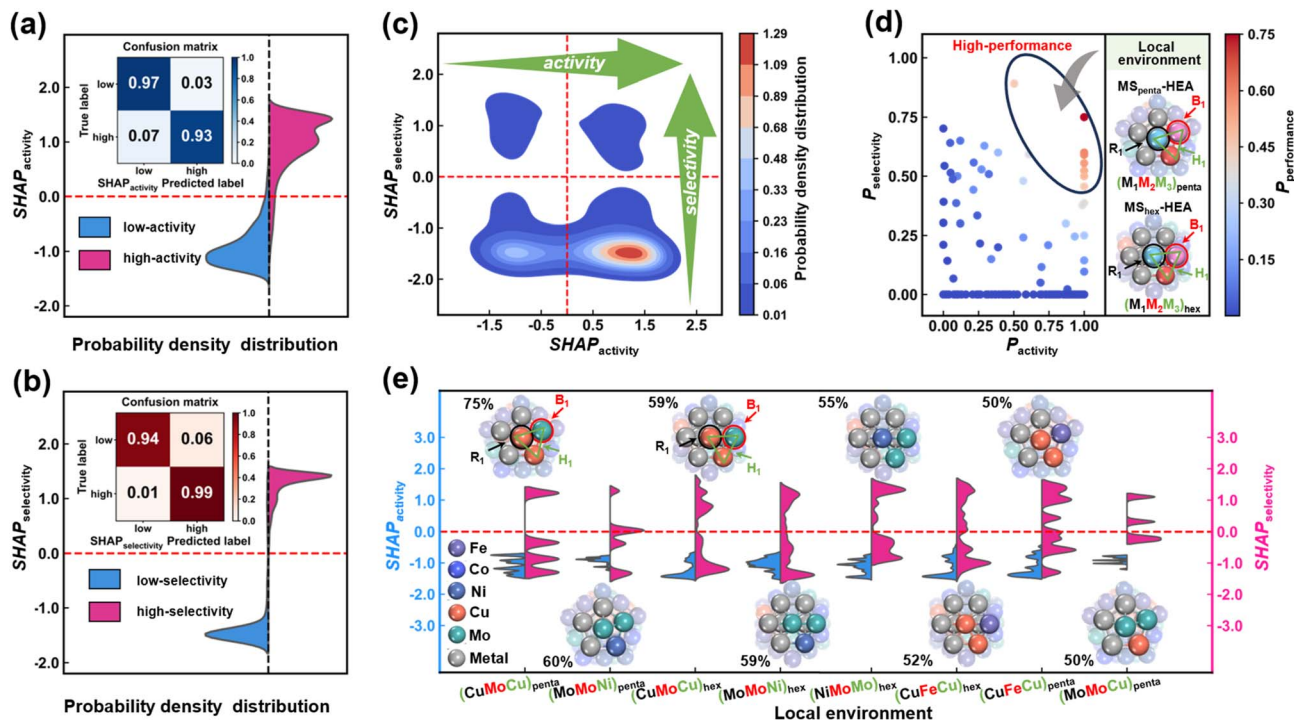 (a)
Confusion matrix
True label
low
high
0.97
0.03
0.07
0.93
low
high
SHAPactivity Predicted label
1.0
0.8
0.6
0.4
0.2
0.0
SHAPactivity
2.0
1.0
0.0
-1.0
-2.0
low-activity
high-activity
Probability density distribution
(b)
Confusion matrix
True label
low
high
0.94
0.06
0.01
0.99
low
high
SHAPselectivity Predicted label
1.0
0.8
0.6
0.4
0.2
0.0
SHAPselectivity
2.0
1.0
0.0
-1.0
-2.0
low-selectivity
high-selectivity
Probability density distribution
(c)
activity
selectivity
SHAPselectivity
2.0
1.0
0.0
-1.0
-2.0
-1.5
-0.5
0.5
1.5
2.5
SHAPactivity
1.29
1.09
0.89
0.68
0.48
0.34
0.21
0.16
0.10
0.06
0.01
Probability density distribution
(d)
High-performance
Pselectivity
1.00
0.75
0.50
0.25
0.00
0.00
0.25
0.50
0.75
1.00
Pactivity
Local
environment
MSpenta-HEA
B1
R1
H1
(M1M2M3)penta
MShex-HEA
B1
R1
H1
(M1M2M3)hex
0.75
0.60
0.45
0.30
0.15
Pperformance
(e)
75%
B1
R1
H1
59%
B1
R1
H1
55%
50%
SHAPactivity
3.0
2.0
1.0
0.0
-1.0
-2.0
-3.0
Fe
Co
Ni
Cu
Mo
Metal
60%
59%
52%
50%
3.0
2.0
1.0
0.0
-1.0
-2.0
-3.0
SHAPselectivity
(CuMoCu)penta
(MoMoNi)penta
(CuMoCu)hex
(MoMoNi)hex
(NiMoMo)hex
(CuFeCu)hex
(CuFeCu)penta
(MoMoCu)penta
Local environment